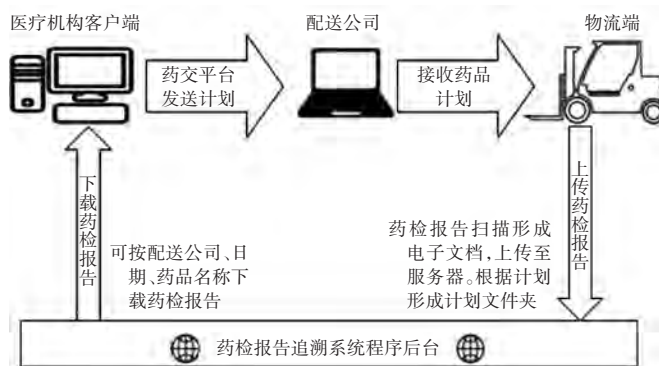 医疗机构客户端
配送公司
物流端
药交平台
发送计划
接收药品
计划
下载药检报告
上传药检报告
可按配送公司、日
期、药品名称下
载药检报告
药检报告扫描形成
电子文档，上传至
服务器。根据计划
形成计划文件夹
药检报告追溯系统程序后台